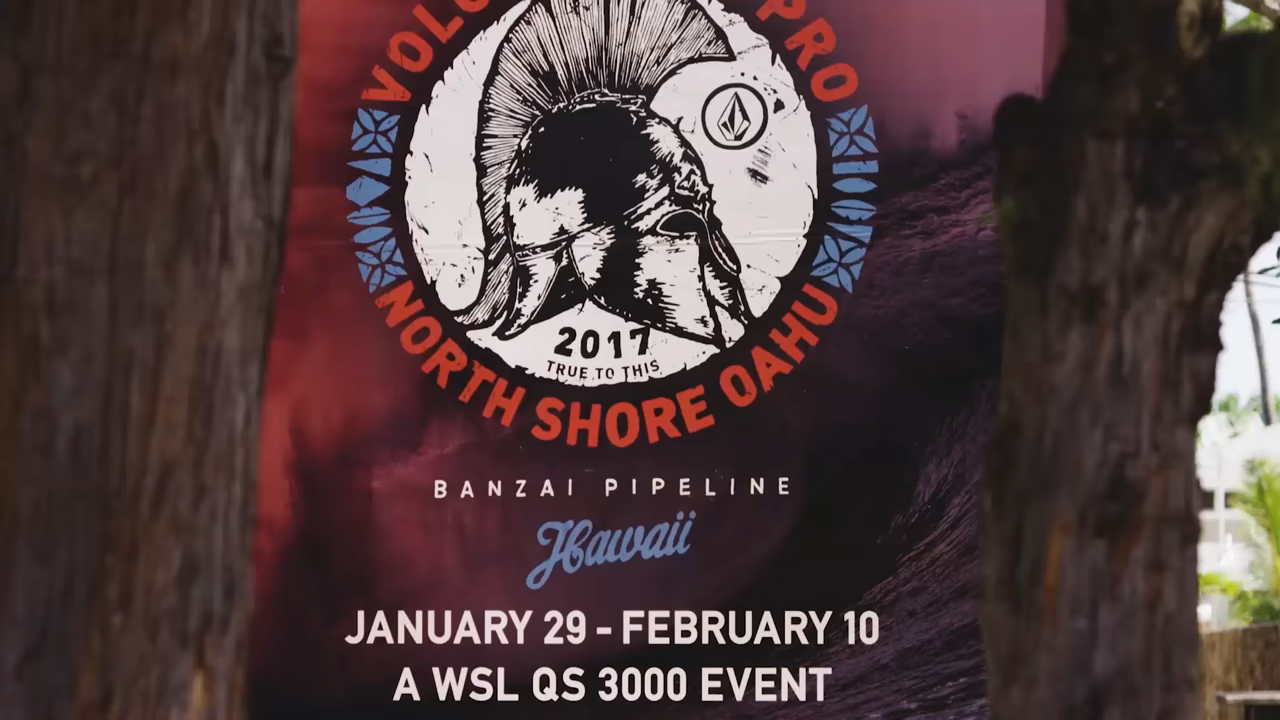 PRO
2017
TRUE TO THIS
NORTH SHORE OAHU
BANZAI PIPELINE
Hawaii
JANUARY 29 - FEBRUARY 10
A WSL QS 3000 EVENT